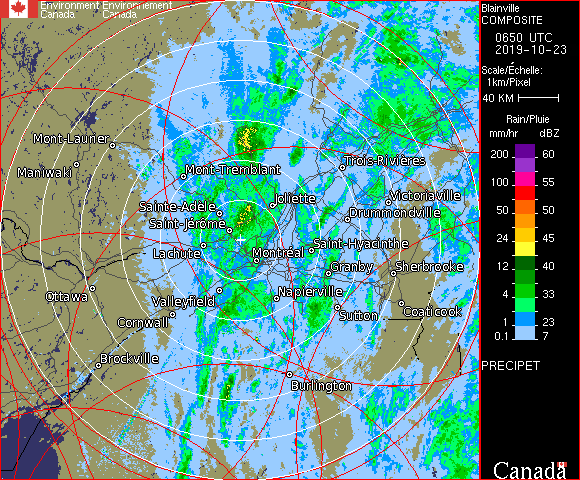 Environment Environnement
Canada Canada
Blainville
COMPOSITE
0650 UTC
2019-10-23
Scale/Échelle:
1km/Pixel
40 KM
Rain/Pluie
mm/hr dBZ
200 60
150 57
100 55
50 50
24 45
12 40
4 33
1 23
0.1 7
PRECIPET
Canada
Mont-Laurier
Maniwaki
Mont-Tremblant
Trois-Rivières
Sainte-Adèle
Joliette
Victoriaville
Drummondville
Saint-Jérôme
Lachute
Montréal
Saint-Hyacinthe
Granby
Sherbrooke
Ottawa
Valleyfield
Napierville
Cornwall
Sutton
Coaticook
Brockville
Burlington